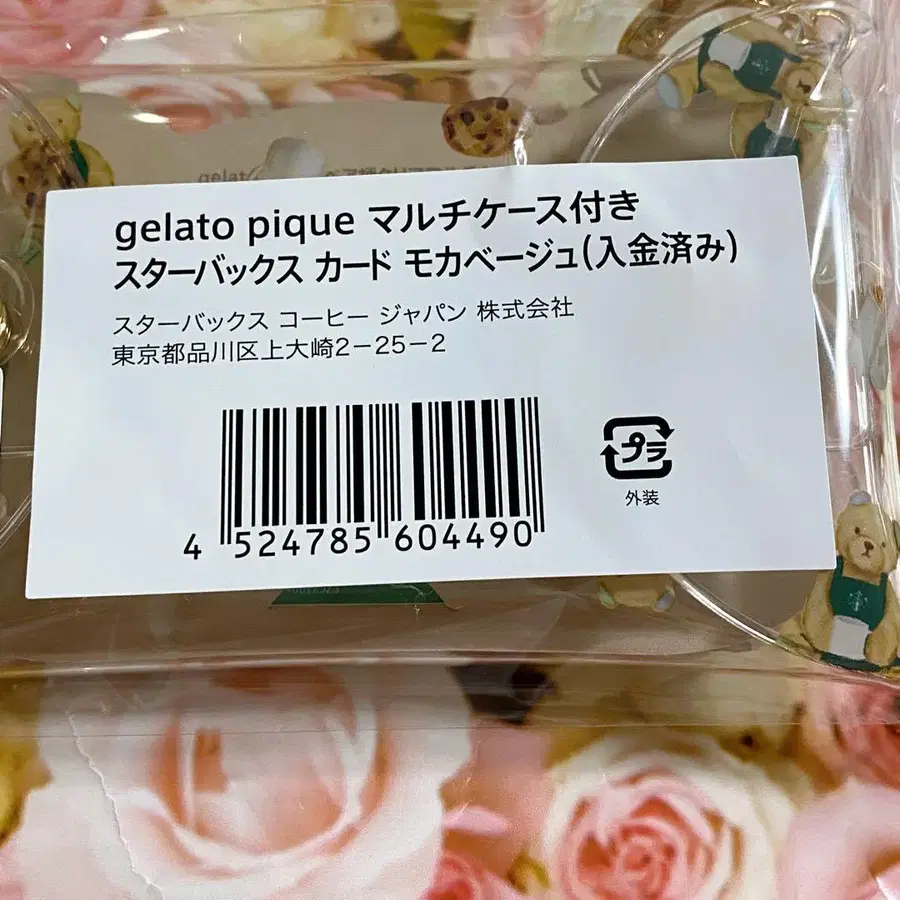 gelato pique マルチケース付き
スターバックス カード モカベージュ(入金済み)
スターバックス コーヒー ジャパン 株式会社
東京都品川区上大崎2-25-2
プラ
外装
4 524785 604490